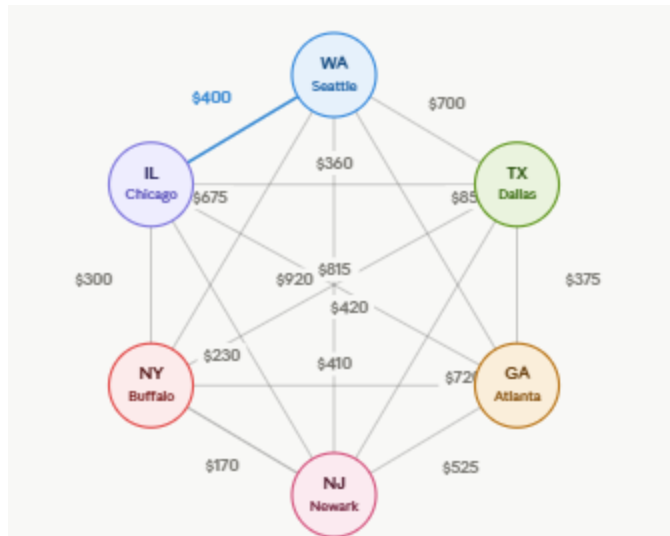 WA
Seattle
$400
$700
$360
IL
Chicago
TX
Dallas
$675
$300
$920
$815
$375
$420
$230
$410
NY
Buffalo
GA
Atlanta
$170
$525
NJ
Newark